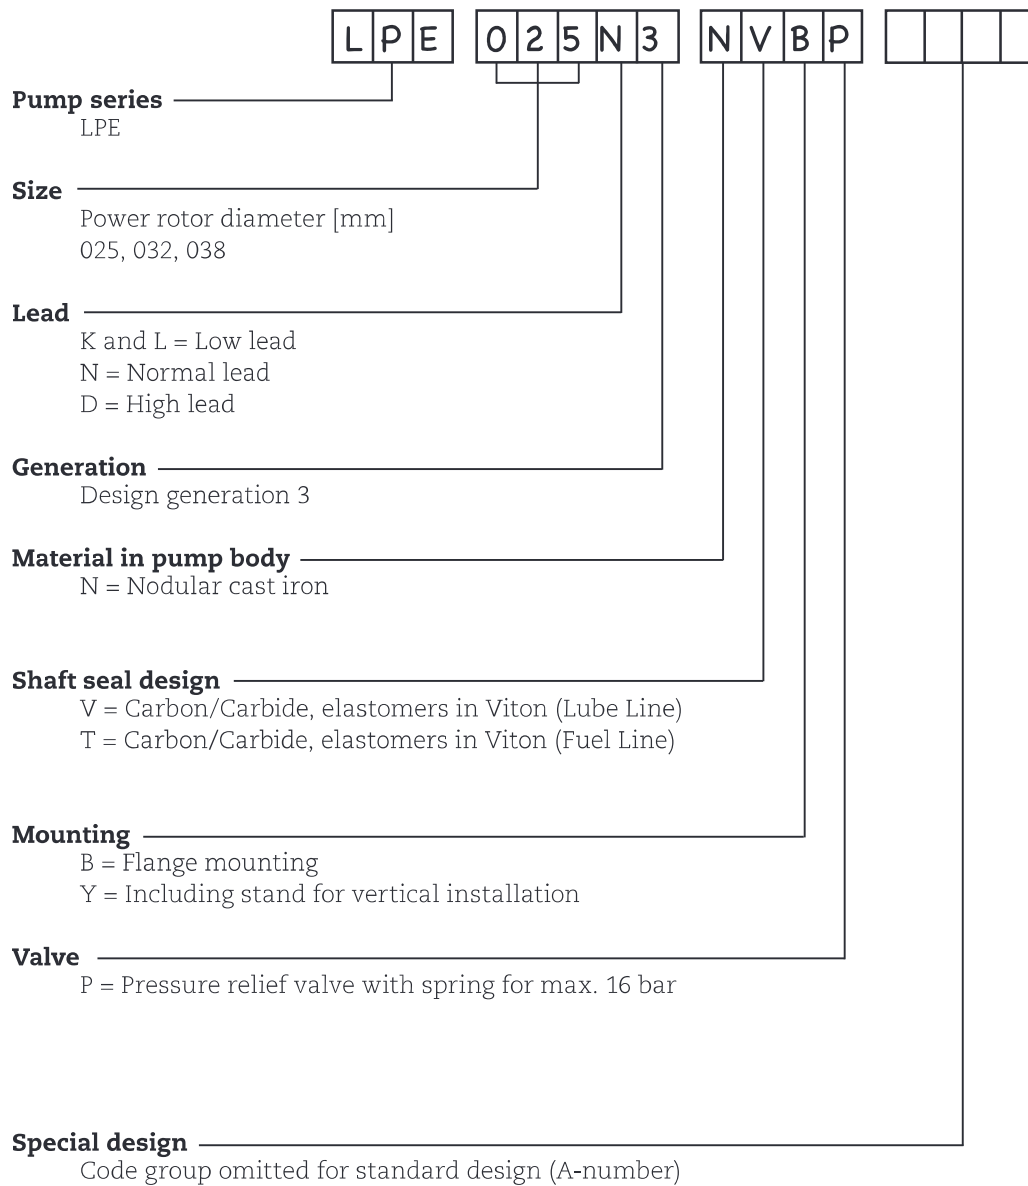 LPE 025N3 NVBP
Pump series
LPE
Size
Power rotor diameter [mm]
025, 032, 038
Lead
K and L = Low lead
N = Normal lead
D = High lead
Generation
Design generation 3
Material in pump body
N = Nodular cast iron
Shaft seal design
V = Carbon/Carbide, elastomers in Viton (Lube Line)
T = Carbon/Carbide, elastomers in Viton (Fuel Line)
Mounting
B = Flange mounting
Y = Including stand for vertical installation
Valve
P = Pressure relief valve with spring for max. 16 bar
Special design
Code group omitted for standard design (A-number)